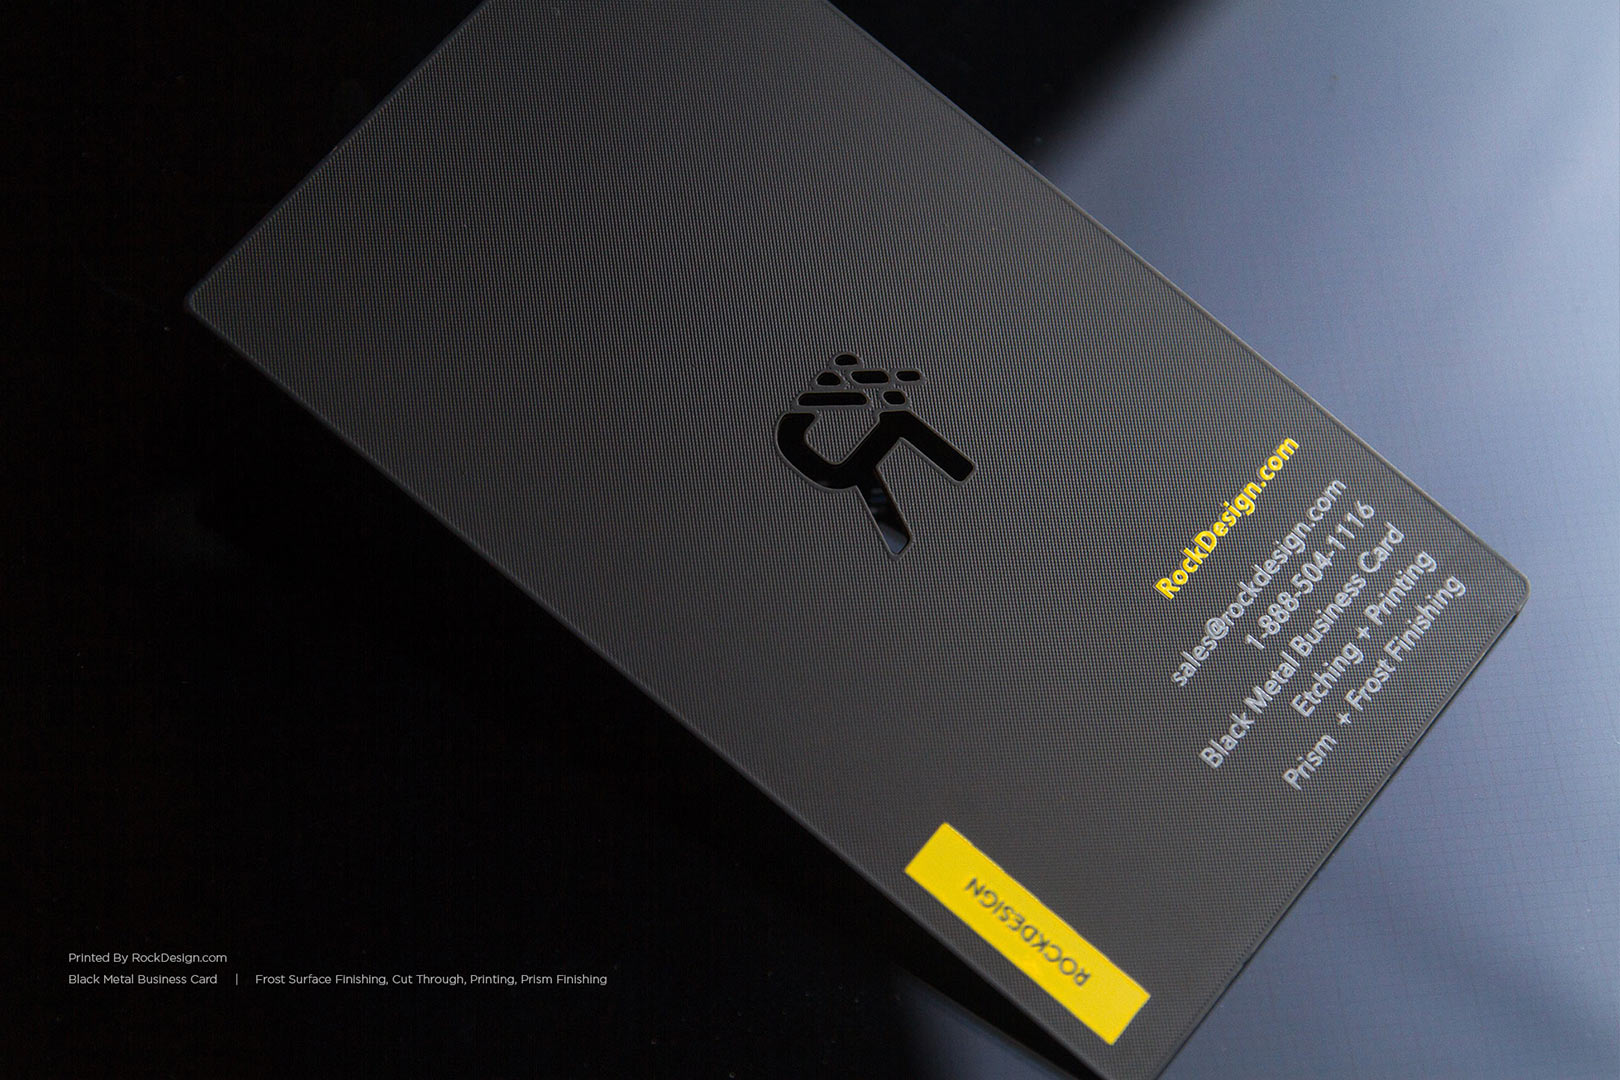 RockDesign.com
sales@rockdesign.com
1-888-504-1116
Black Metal Business Card
Etching + Printing
Prism + Frost Finishing
ROCKDESIGN
Printed By RockDesign.com
Black Metal Business Card | Frost Surface Finishing, Cut Through, Printing, Prism Finishing